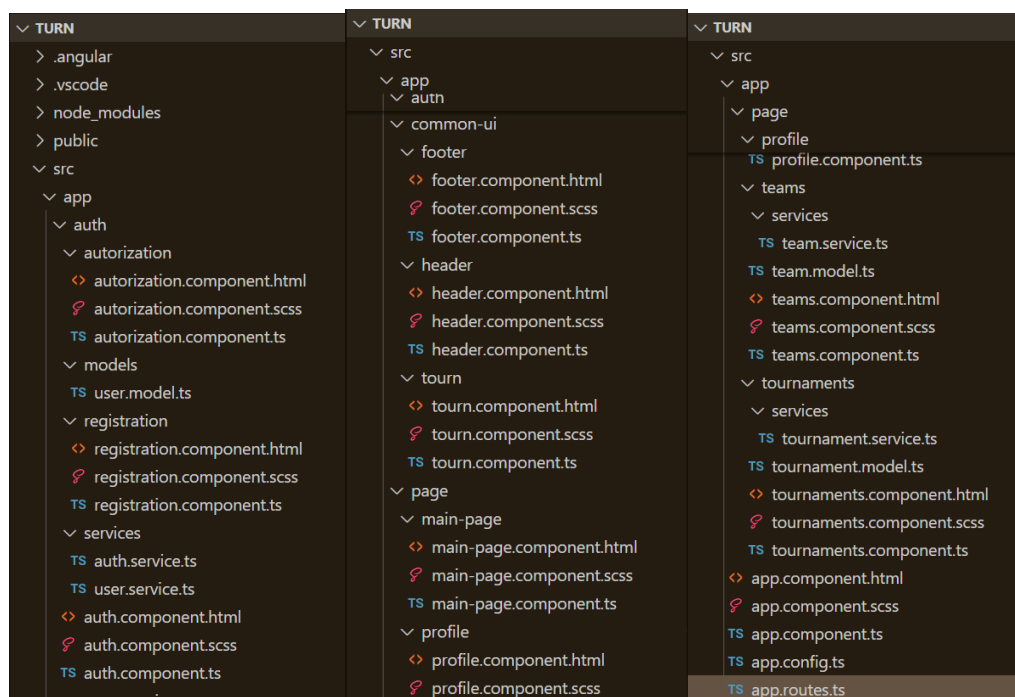 TURN
.angular
.vscode
node_modules
public
src
app
auth
autorization
autorization.component.html
autorization.component.scss
TS autorization.component.ts
models
TS user.model.ts
registration
registration.component.html
registration.component.scss
TS registration.component.ts
services
TS auth.service.ts
TS user.service.ts
auth.component.html
auth.component.scss
TS auth.component.ts
TURN
src
app
auth
common-ui
footer
footer.component.html
footer.component.scss
TS footer.component.ts
header
header.component.html
header.component.scss
TS header.component.ts
tourn
tourn.component.html
tourn.component.scss
TS tourn.component.ts
page
main-page
main-page.component.html
main-page.component.scss
TS main-page.component.ts
profile
profile.component.html
profile.component.scss
TURN
src
app
page
profile
TS profile.component.ts
teams
services
TS team.service.ts
TS team.model.ts
teams.component.html
teams.component.scss
TS teams.component.ts
tournaments
services
TS tournament.service.ts
TS tournament.model.ts
tournaments.component.html
tournaments.component.scss
TS tournaments.component.ts
app.component.html
app.component.scss
TS app.component.ts
TS app.config.ts
TS app.routes.ts